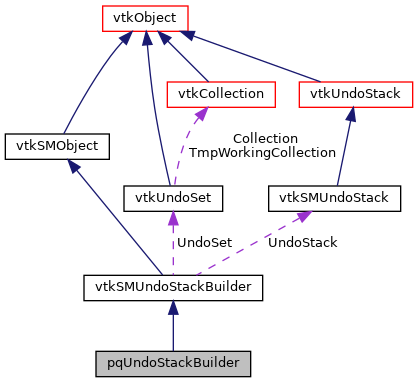 vtkObject
vtkCollection
vtkUndoStack
Collection
TmpWorkingCollection
vtkSMObject
vtkUndoSet
vtkSMUndoStack
UndoSet
UndoStack
vtkSMUndoStackBuilder
pqUndoStackBuilder